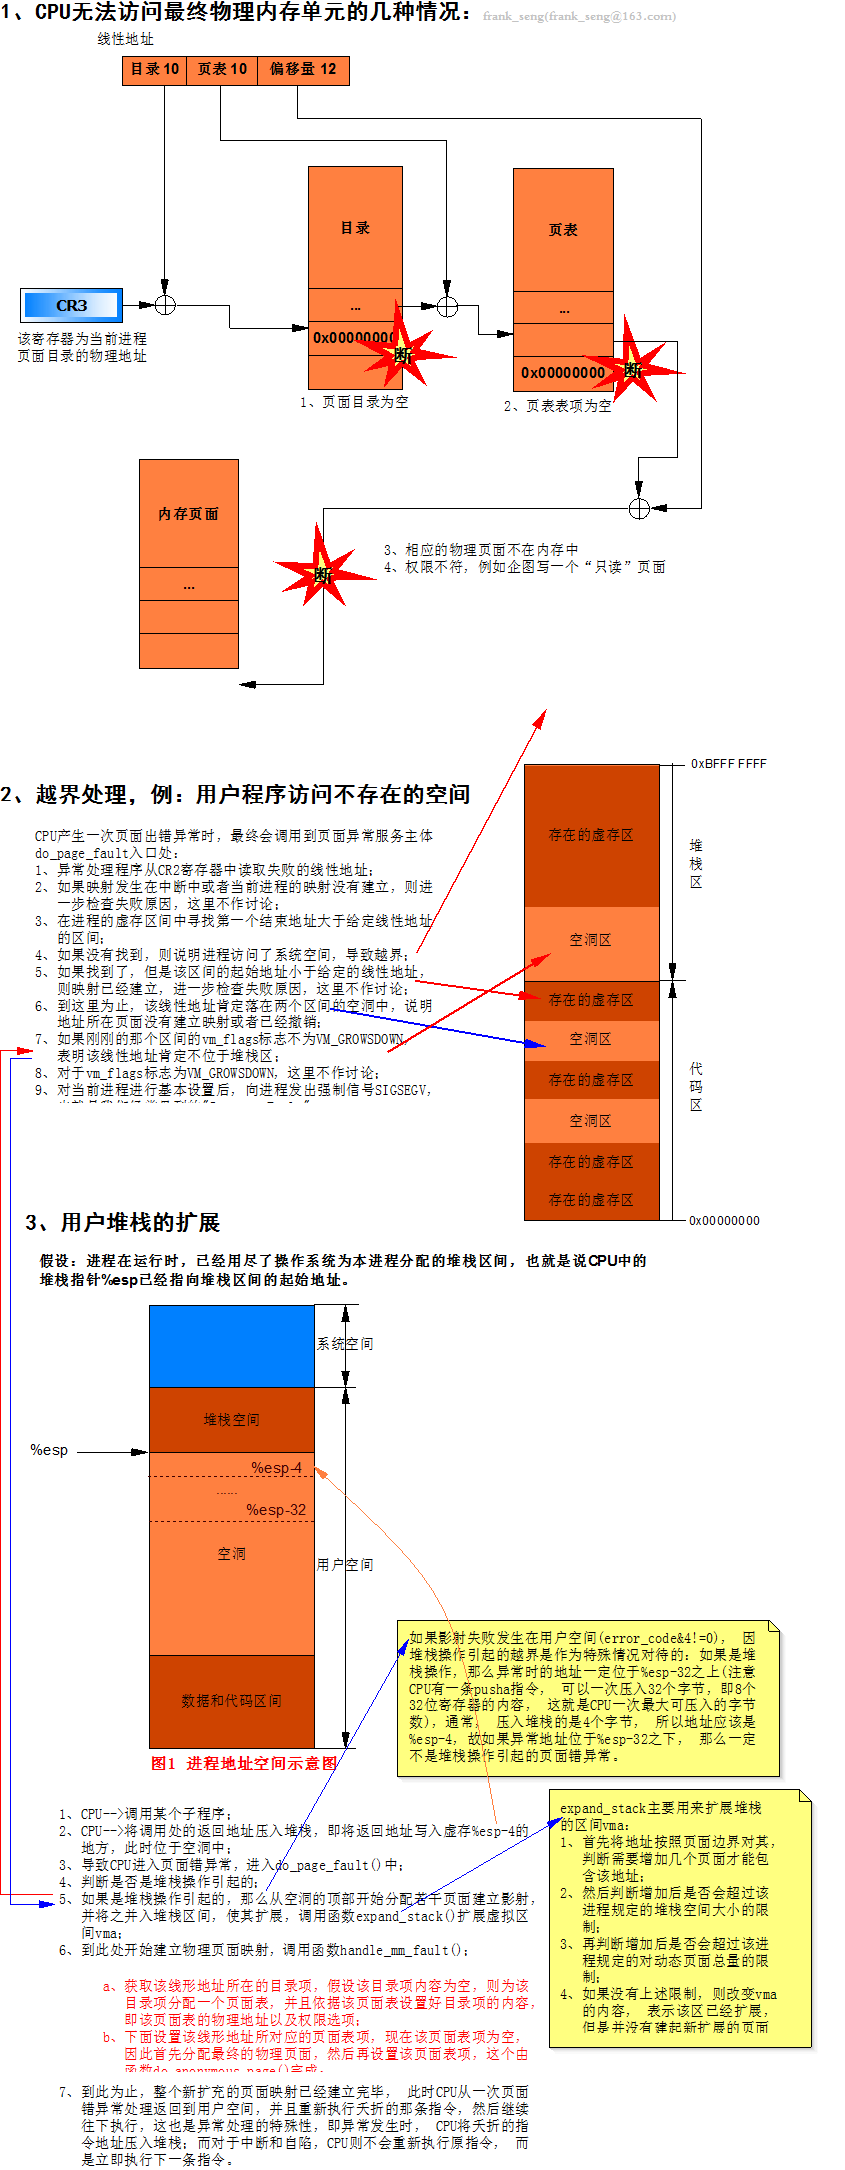 1、CPU无法访问最终物理内存单元的几种情况：
frank_seng(frank_seng@163.com)
线性地址
目录 10 页表 10 偏移量 12
目录
页表
...
...
CR3
0x00000000
断
该寄存器为当前进程
页面目录的物理地址
0x00000000
断
1、页面目录为空
2、页表表项为空
内存页面
...
断
3、相应的物理页面不在内存中
4、权限不符，例如企图写一个“只读”页面
2、越界处理，例：用户程序访问不存在的空间
CPU产生一次页面出错异常时，最终会调用到页面异常服务主体
do_page_fault入口处：
1、异常处理程序从CR2寄存器中读取失败的线性地址；
2、如果映射发生在中断中或者当前进程的映射没有建立，则进
一步检查失败原因，这里不作讨论；
3、在进程的虚存区间中寻找第一个结束地址大于给定线性地址
的区间；
4、如果没有找到，则说明进程访问了系统空间，导致越界；
5、如果找到了，但是该区间的起始地址小于给定的线性地址，
则映射已经建立，进一步检查失败原因，这里不作讨论；
6、到这里为止，该线性地址肯定落在两个区间的空洞中，说明
地址所在页面没有建立映射或者已经撤销；
7、如果刚刚的那个区间的vm_flags标志不为VM_GROWSDOWN，
表明该线性地址肯定不位于堆栈区；
8、对于vm_flags标志为VM_GROWSDOWN，这里不作讨论；
9、对当前进程进行基本设置后，向进程发出强制信号SIGSEGV，
0xBFFF FFFF
存在的虚存区
堆栈区
空洞区
存在的虚存区
空洞区
存在的虚存区
代码区
空洞区
存在的虚存区
存在的虚存区
0x00000000
3、用户堆栈的扩展
假设：进程在运行时，已经用尽了操作系统为本进程分配的堆栈区间，也就是说CPU中的
堆栈指针%esp已经指向堆栈区间的起始地址。
系统空间
堆栈空间
%esp
%esp-4
......
%esp-32
空洞
用户空间
数据和代码区间
图1 进程地址空间示意图
如果影射失败发生在用户空间(error_code&4!=0)， 因
堆栈操作引起的越界是作为特殊情况对待的：如果是堆
栈操作，那么异常时的地址一定位于%esp-32之上(注意
CPU有一条pusha指令， 可以一次压入32个字节，即8个
32位寄存器的内容， 这就是CPU一次最大可压入的字节
数)，通常， 压入堆栈的是4个字节， 所以地址应该是
%esp-4，故如果异常地址位于%esp-32之下， 那么一定
不是堆栈操作引起的页面错异常。
expand_stack主要用来扩展堆栈
的区间vma：
1、首先将地址按照页面边界对其，
判断需要增加几个页面才能包
含该地址；
2、然后判断增加后是否会超过该
进程规定的堆栈空间大小的限
制；
3、再判断增加后是否会超过该进
程规定的对动态页面总量的限
制；
4、如果没有上述限制，则改变vma
的内容， 表示该区已经扩展，
但是并没有建起新扩展的页面
1、CPU-->调用某个子程序；
2、CPU-->将调用处的返回地址压入堆栈，即将返回地址写入虚存%esp-4的
地方，此时位于空洞中；
3、导致CPU进入页面错异常，进入do_page_fault()中；
4、判断是否是堆栈操作引起的；
5、如果是堆栈操作引起的，那么从空洞的顶部开始分配若干页面建立影射，
并将之并入堆栈区间，使其扩展，调用函数expand_stack()扩展虚拟区
间vma；
6、到此处开始建立物理页面映射，调用函数handle_mm_fault()；
a、获取该线形地址所在的目录项，假设该目录项内容为空，则为该
目录项分配一个页面表，并且依据该页面表设置好目录项的内容，
即该页面表的物理地址以及权限选项；
b、下面设置该线形地址所对应的页面表项，现在该页面表项为空，
因此首先分配最终的物理页面，然后再设置该页面表项，这个由
函数do_anonymous_page()完成；
7、到此为止，整个新扩充的页面映射已经建立完毕， 此时CPU从一次页面
错异常处理返回到用户空间，并且重新执行夭折的那条指令，然后继续
往下执行，这也是异常处理的特殊性，即异常发生时， CPU将夭折的指
令地址压入堆栈；而对于中断和自陷，CPU则不会重新执行原指令， 而
是立即执行下一条指令。